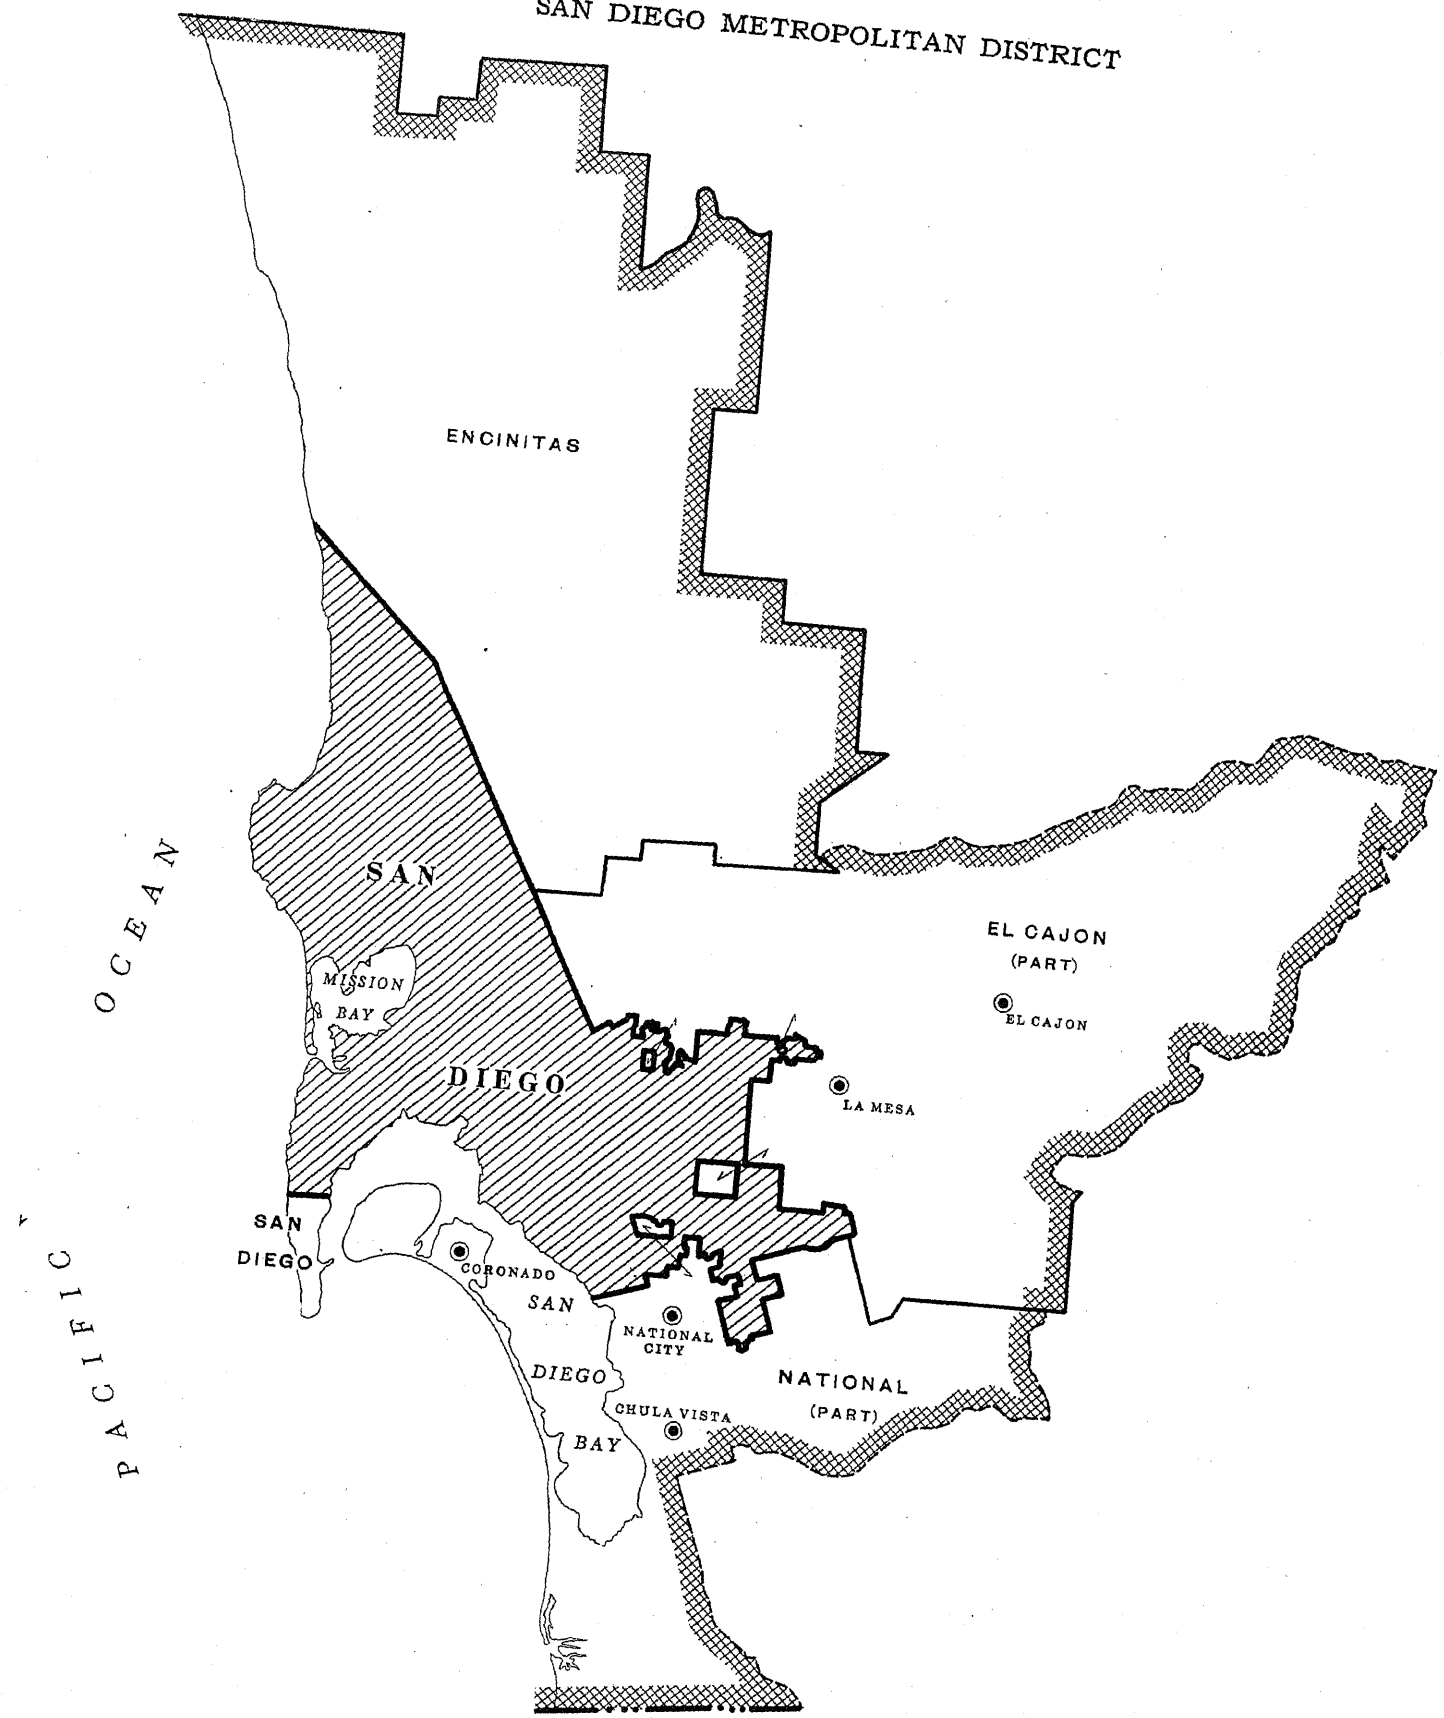 SAN DIEGO METROPOLITAN DISTRICT
ENCINITAS
SAN
DIEGO
MISSION
BAY
EL CAJON
(PART)
EL CAJON
LA MESA
SAN
DIEGO
CORONADO
SAN
DIEGO
BAY
NATIONAL
CITY
NATIONAL
(PART)
CHULA VISTA
PACIFIC OCEAN